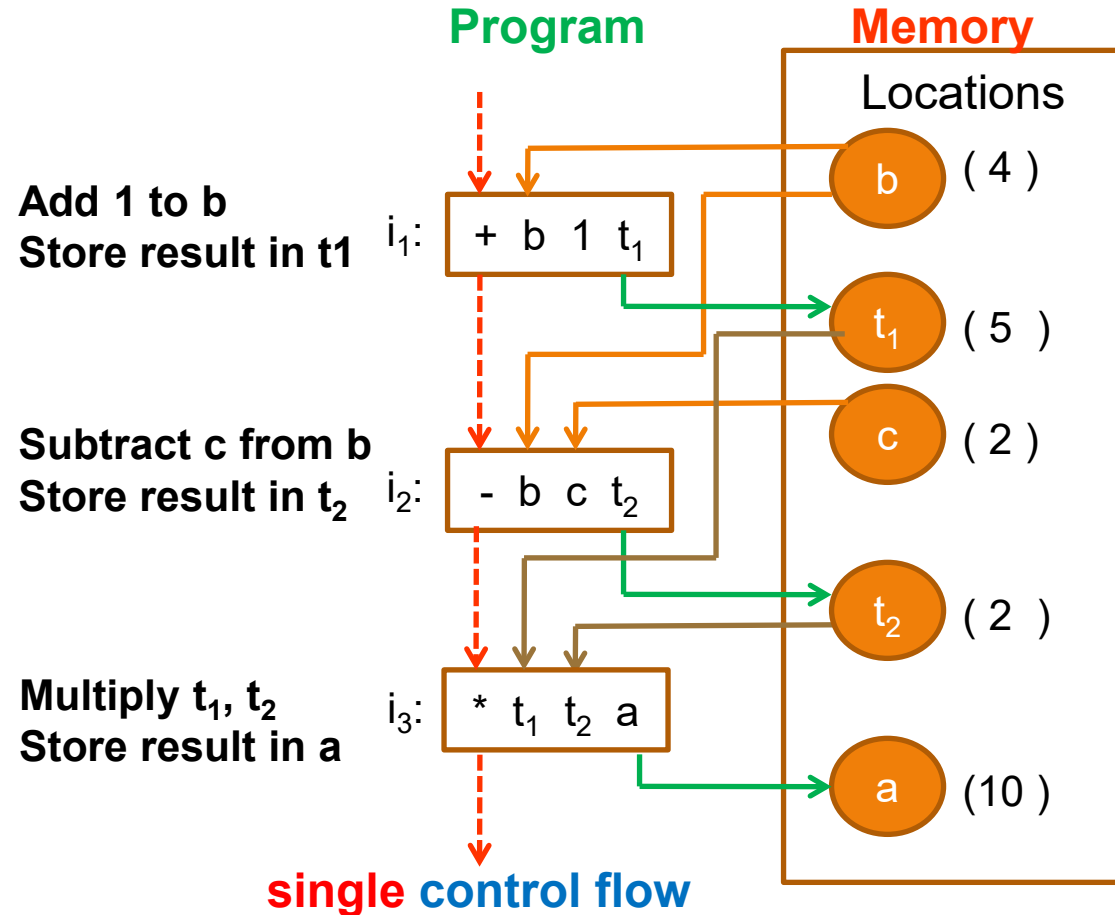 Program
Memory
Locations
b ( 4 )
Add 1 to b
Store result in t1
i₁: + b 1 t₁
t₁ ( 5 )
c ( 2 )
Subtract c from b
Store result in t₂
i₂: - b c t₂
t₂ ( 2 )
Multiply t₁, t₂
Store result in a
i₃: * t₁ t₂ a
a (10 )
single control flow